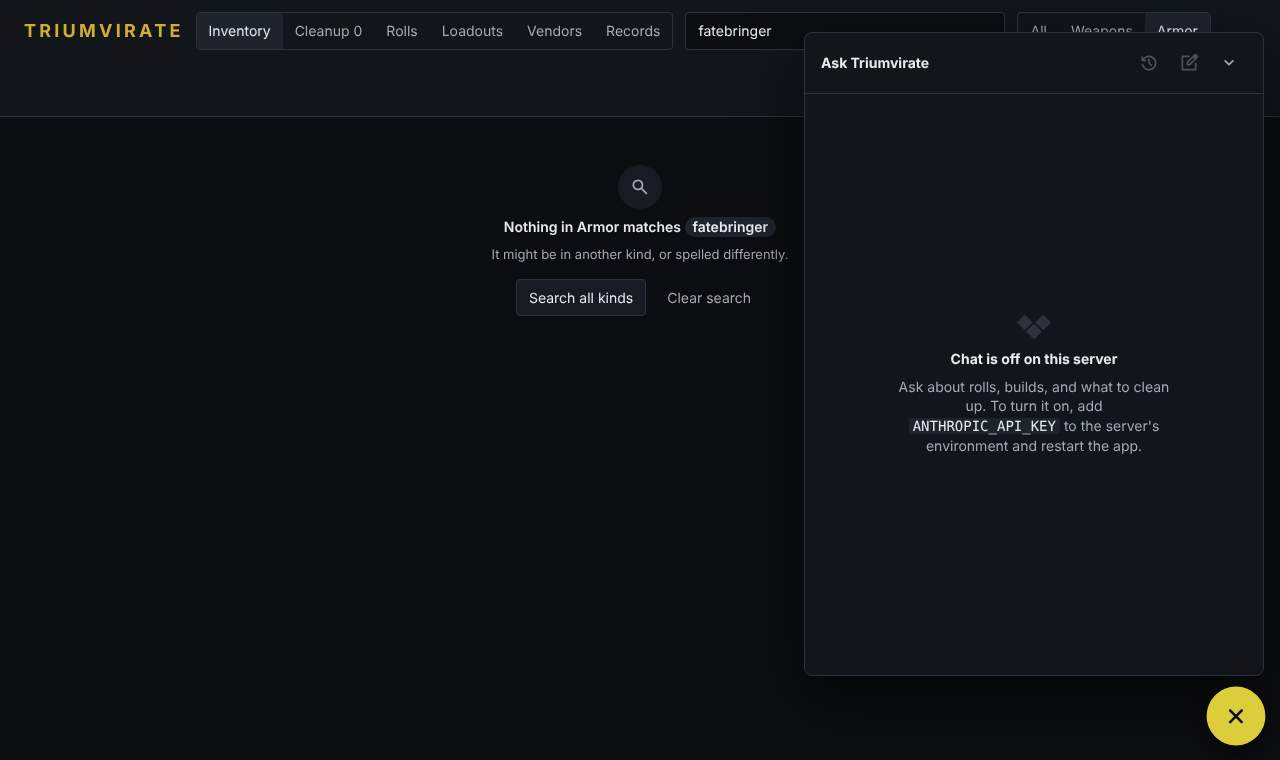 TRIUMVIRATE
Inventory
Cleanup 0
Rolls
Loadouts
Vendors
Records
fatebringer
All
Weapons
Armor
Ask Triumvirate
Nothing in Armor matches fatebringer
It might be in another kind, or spelled differently.
Search all kinds
Clear search
Chat is off on this server
Ask about rolls, builds, and what to clean
up. To turn it on, add
ANTHROPIC_API_KEY to the server's
environment and restart the app.